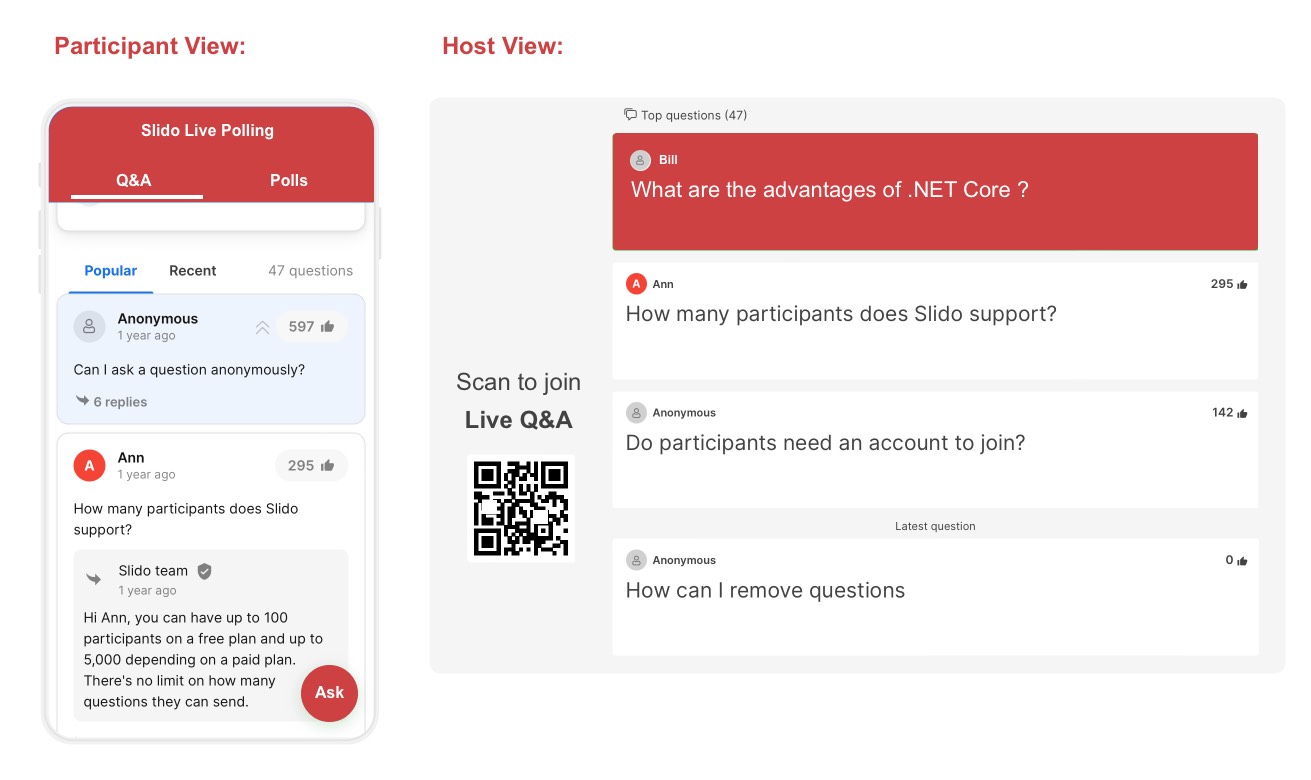 Participant View:
Slido Live Polling
Q&A
Polls
Popular
Recent
47 questions
Anonymous
1 year ago
597
Can I ask a question anonymously?
6 replies
A
Ann
1 year ago
295
How many participants does Slido
support?
Slido team
1 year ago
Hi Ann, you can have up to 100
participants on a free plan and up to
5,000 depending on a paid plan.
There's no limit on how many
questions they can send.
Ask
Host View:
Scan to join
Live Q&A
Top questions (47)
Bill
What are the advantages of .NET Core ?
A
Ann
295
How many participants does Slido support?
Anonymous
142
Do participants need an account to join?
Latest question
Anonymous
0
How can I remove questions